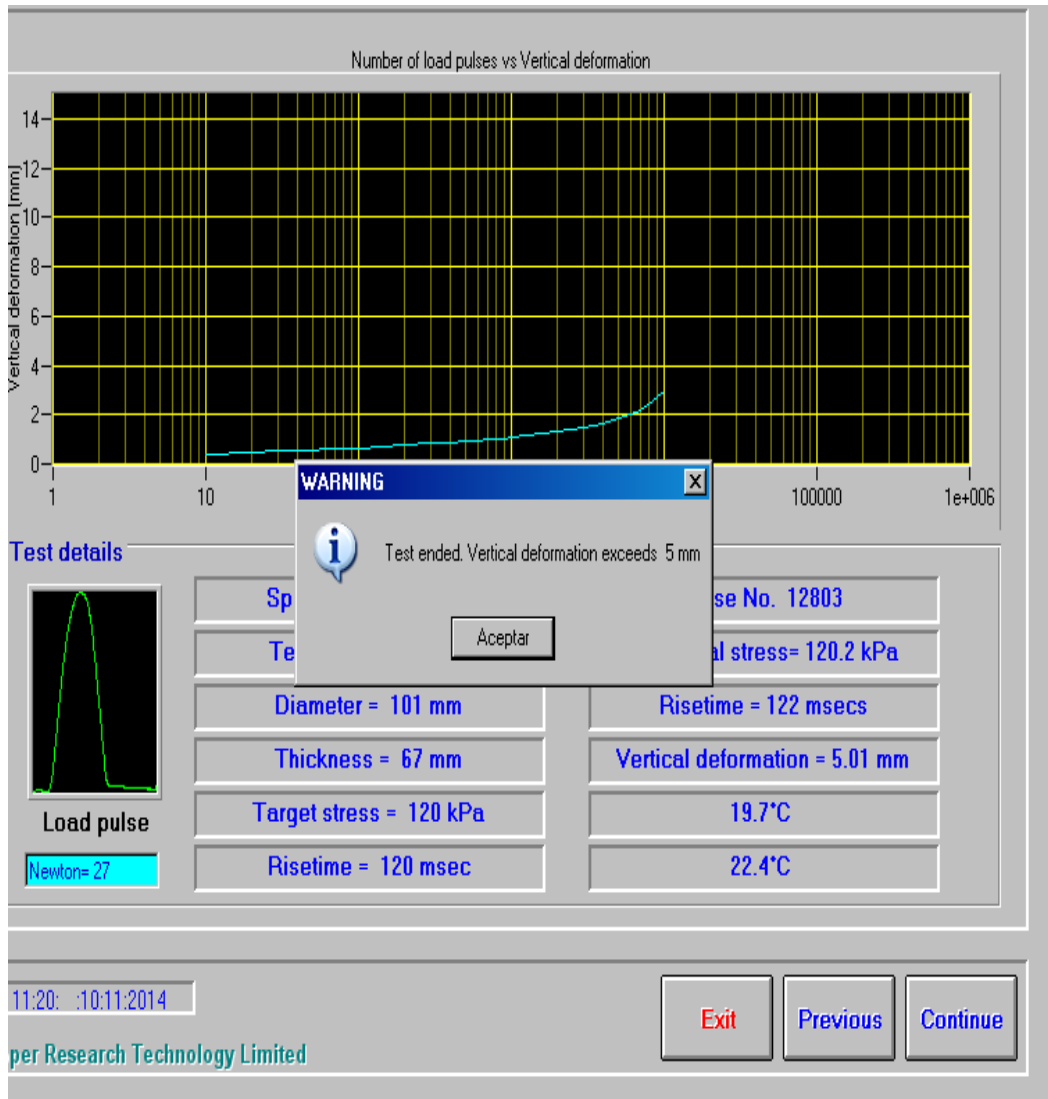 Number of load pulses vs Vertical deformation
Vertical deformation [mm]
14
12
10
8
6
4
2
0
1
10
100000
1e+006
WARNING
Test ended. Vertical deformation exceeds 5 mm
Aceptar
Test details
Load pulse
Newton= 27
Sp
Te
Diameter = 101 mm
Thickness = 67 mm
Target stress = 120 kPa
Risetime = 120 msec
se No. 12803
al stress= 120.2 kPa
Risetime = 122 msecs
Vertical deformation = 5.01 mm
19.7°C
22.4°C
11:20: :10:11:2014
per Research Technology Limited
Exit
Previous
Continue